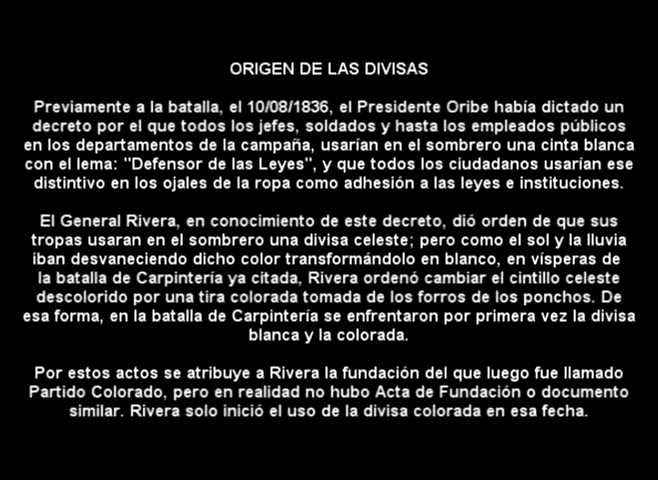 ORIGEN DE LAS DIVISAS
Previamente a la batalla, el 10/08/1836, el Presidente Oribe había dictado un
decreto por el que todos los jefes, soldados y hasta los empleados públicos
en los departamentos de la campaña, usarían en el sombrero una cinta blanca
con el lema: "Defensor de las Leyes", y que todos los ciudadanos usarían ese
distintivo en los ojales de la ropa como adhesión a las leyes e instituciones.
El General Rivera, en conocimiento de este decreto, dió orden de que sus
tropas usaran en el sombrero una divisa celeste; pero como el sol y la lluvia
iban desvaneciendo dicho color transformándolo en blanco, en vísperas de
la batalla de Carpintería ya citada, Rivera ordenó cambiar el cintillo celeste
descolorido por una tira colorada tomada de los forros de los ponchos. De
esa forma, en la batalla de Carpintería se enfrentaron por primera vez la divisa
blanca y la colorada.
Por estos actos se atribuye a Rivera la fundación del que luego fue llamado
Partido Colorado, pero en realidad no hubo Acta de Fundación o documento
similar. Rivera solo inició el uso de la divisa colorada en esa fecha.